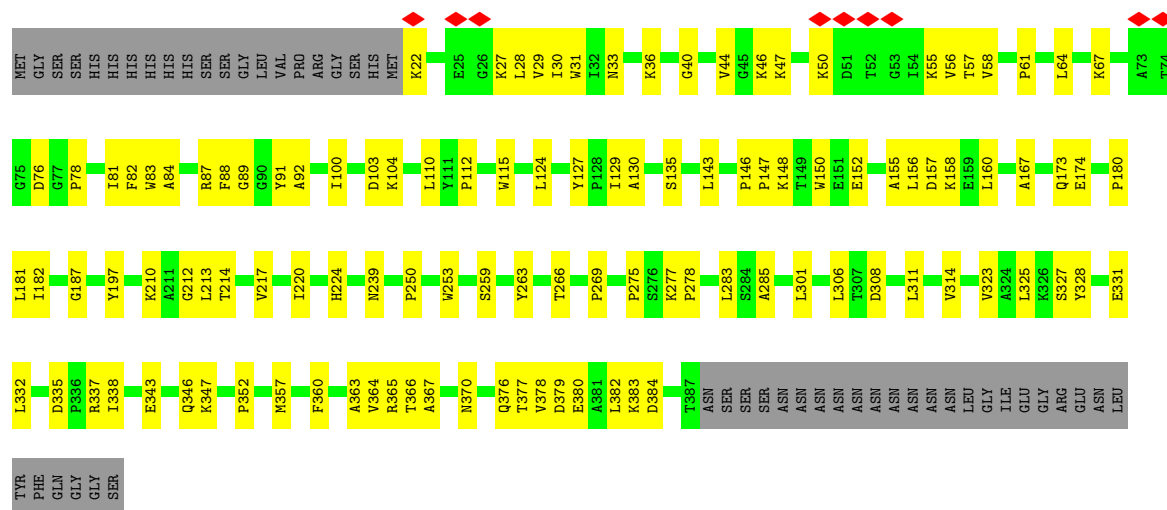 MET GLY SER SER HIS HIS HIS HIS HIS HIS SER SER GLY LEU VAL PRO ARG GLY SER HIS MET K22 E25 G26 K27 L28 V29 I30 W31 I32 N33 K36 G40 V44 G45 K46 K47 K50 D51 T52 G53 I54 K55 V56 T57 V58 P61 L64 K67 A73 T74
G75 D76 G77 P78 I81 F82 W83 A84 R87 F88 G89 G90 Y91 A92 I100 D103 K104 L110 Y111 P112 W115 L124 Y127 P128 I129 A130 S135 L143 P146 P147 K148 T149 W150 E151 E152 A155 L156 D157 K158 E159 L160 A167 Q173 E174 P180
L181 I182 G187 Y197 K210 A211 G212 L213 T214 V217 I220 H224 N239 P250 W253 S259 Y263 T266 P269 P275 S276 K277 P278 L283 S284 A285 L301 L306 T307 D308 L311 V314 V323 A324 L325 K326 S327 Y328 E331
L332 D335 P336 R337 I338 E343 Q346 K347 P352 M357 F360 A363 V364 R365 T366 A367 N370 Q376 T377 V378 D379 E380 A381 L382 K383 D384 T387 ASN SER SER SER ASN ASN ASN ASN ASN ASN ASN ASN ASN ASN LEU GLY ILE GLU GLY ARG GLU ASN LEU
TYR PHE GLN GLY GLY SER